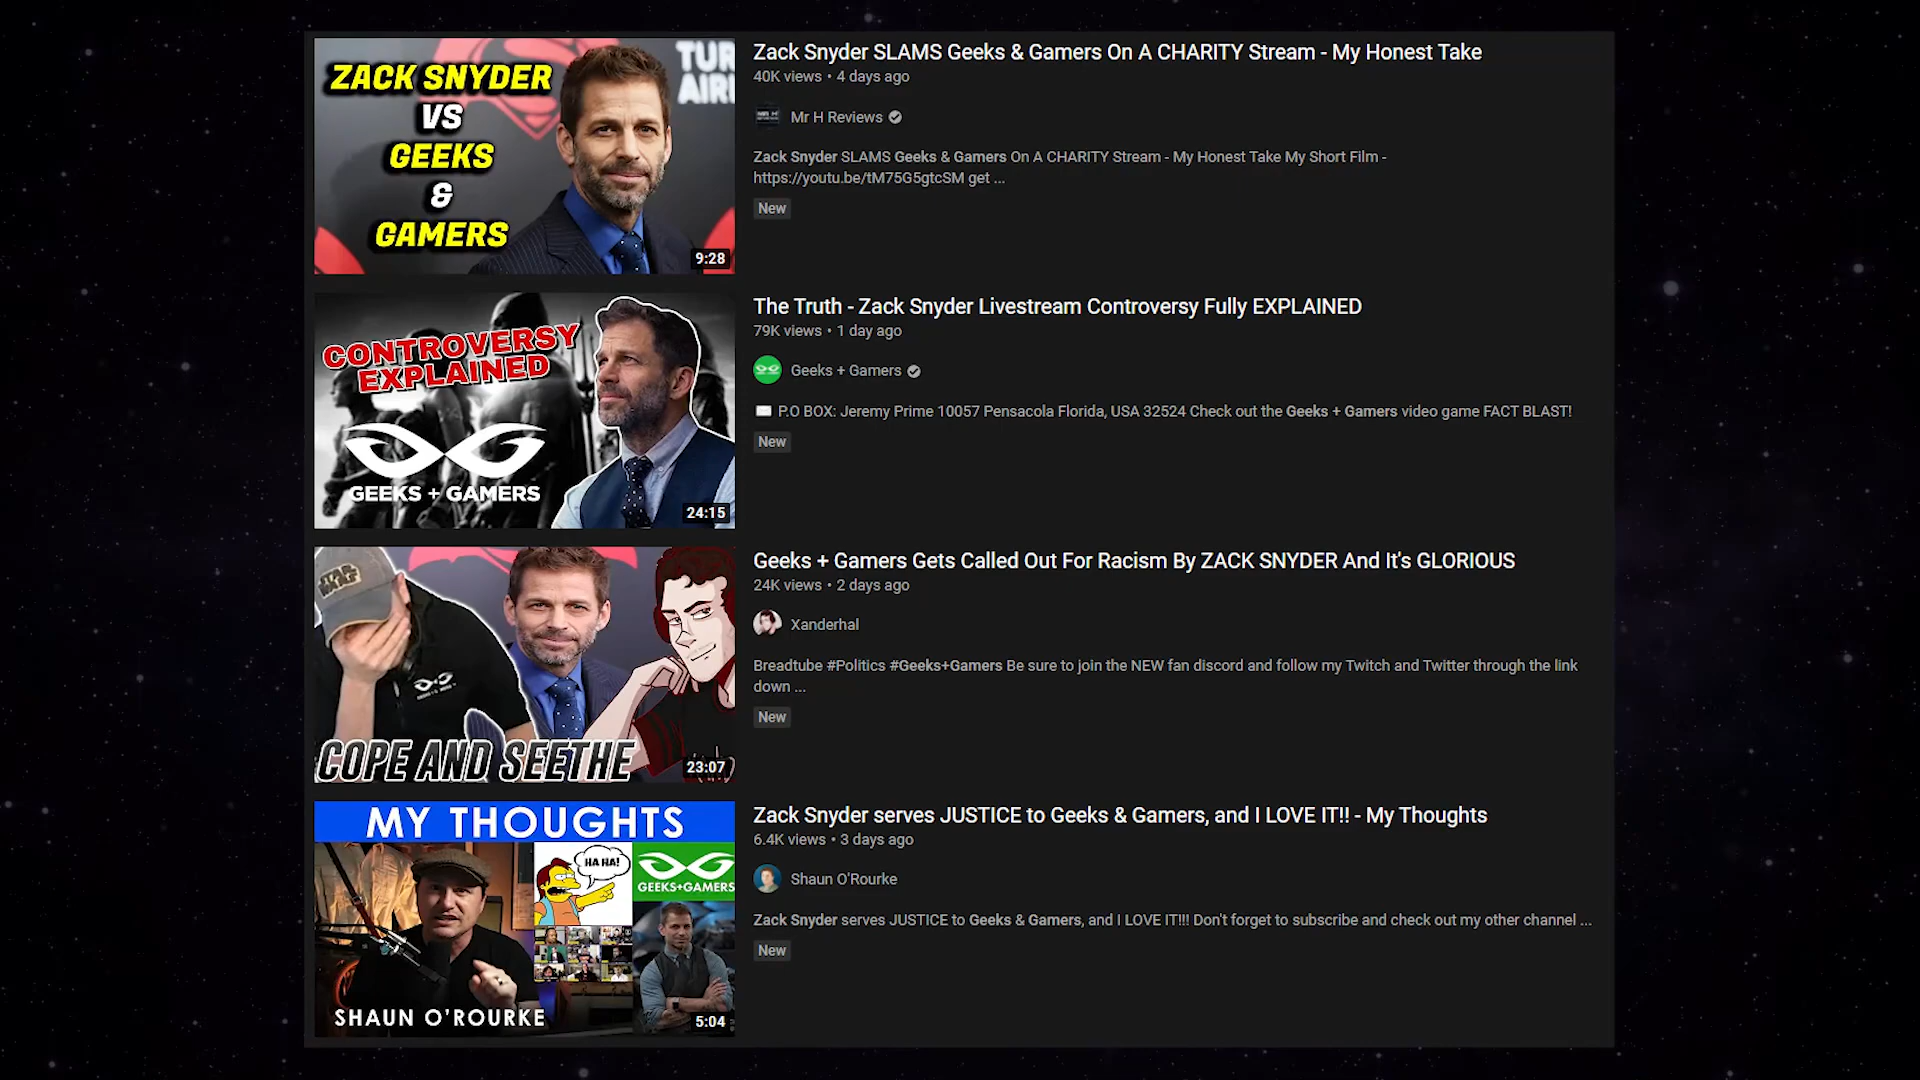 ZACK SNYDER
VS
GEEKS
&
GAMERS
TUR
AIRL
9:28
Zack Snyder SLAMS Geeks & Gamers On A CHARITY Stream - My Honest Take
40K views • 4 days ago
Mr H Reviews
Zack Snyder SLAMS Geeks & Gamers On A CHARITY Stream - My Honest Take My Short Film -
https://youtu.be/tM75G5gtcSM get ...
New
CONTROVERSY
EXPLAINED
GEEKS + GAMERS
24:15
The Truth - Zack Snyder Livestream Controversy Fully EXPLAINED
79K views • 1 day ago
Geeks + Gamers
P.O BOX: Jeremy Prime 10057 Pensacola Florida, USA 32524 Check out the Geeks + Gamers video game FACT BLAST!
New
STAR WARS
COPE AND SEETHE
23:07
Geeks + Gamers Gets Called Out For Racism By ZACK SNYDER And It's GLORIOUS
24K views • 2 days ago
Xanderhal
Breadtube #Politics #Geeks+Gamers Be sure to join the NEW fan discord and follow my Twitch and Twitter through the link
down ...
New
MY THOUGHTS
HA HA!
GEEKS+GAMERS
SHAUN O'ROURKE
5:04
Zack Snyder serves JUSTICE to Geeks & Gamers, and I LOVE IT!! - My Thoughts
6.4K views • 3 days ago
Shaun O'Rourke
Zack Snyder serves JUSTICE to Geeks & Gamers, and I LOVE IT!!! Don't forget to subscribe and check out my other channel ...
New